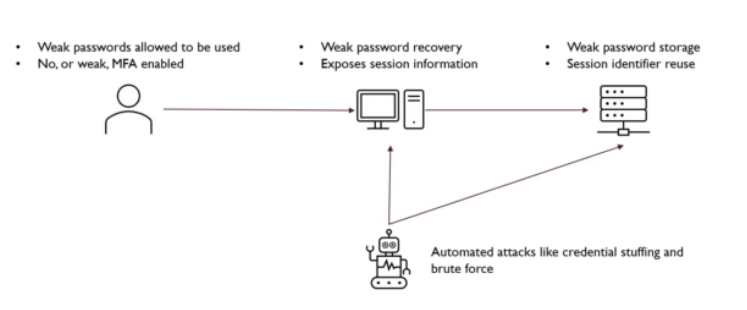 • Weak passwords allowed to be used
• No, or weak, MFA enabled
• Weak password recovery
• Exposes session information
• Weak password storage
• Session identifier reuse
Automated attacks like credential stuffing and
brute force